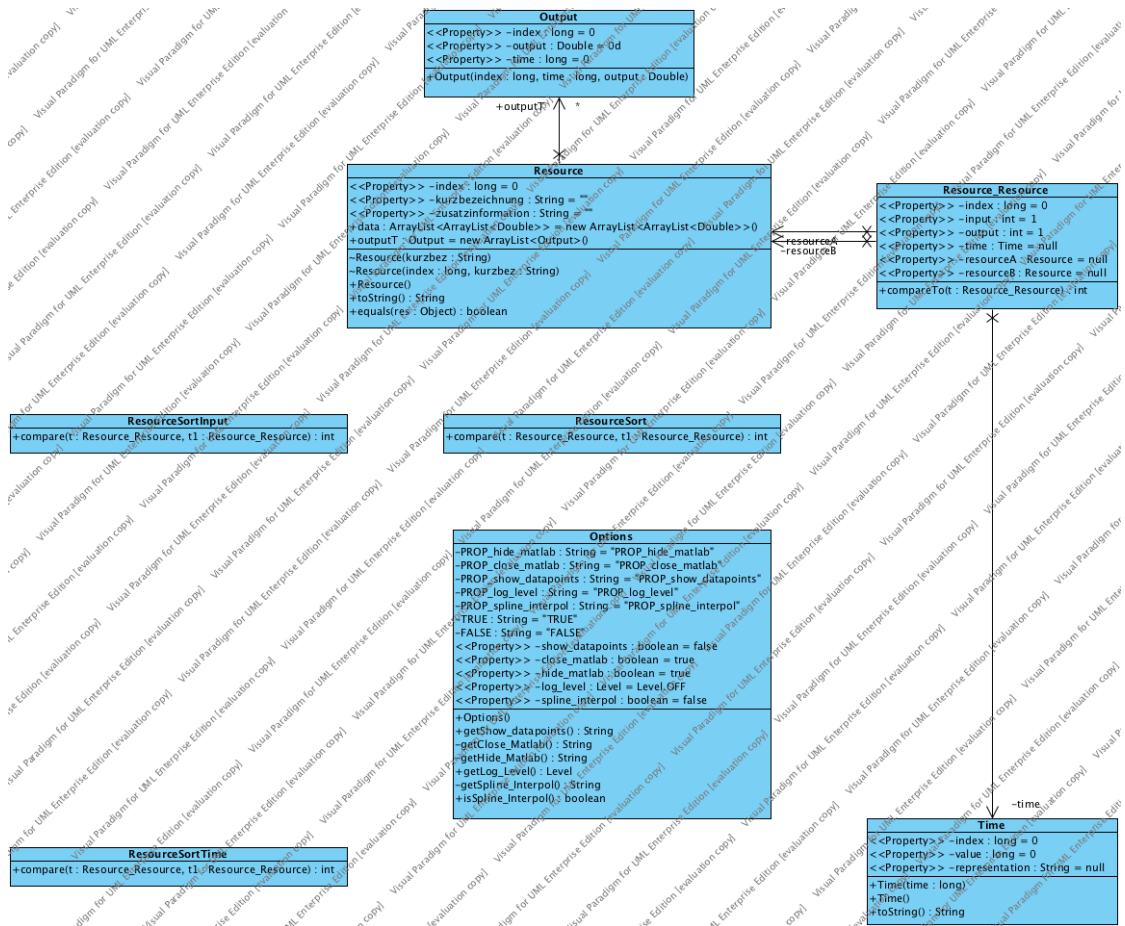 Output
<<Property>> -index : long = 0
<<Property>> -output : Double = 0d
<<Property>> -time : long = 0
+Output(index : long, time : long, output : Double)
+outputT
*
Resource
<<Property>> -index : long = 0
<<Property>> -kurzbezeichnung : String = ""
<<Property>> -zusatzinformation : String = ""
+data : ArrayList<ArrayList<Double>> = new ArrayList<ArrayList<Double>>()
+outputT : Output = new ArrayList<Output>()
~Resource(kurzbez : String)
~Resource(index : long, kurzbez : String)
+Resource()
+toString() : String
+equals(res : Object) : boolean
-resourceA
-resourceB
Resource_Resource
<<Property>> -index : long = 0
<<Property>> -input : int = 1
<<Property>> -output : int = 1
<<Property>> -time : Time = null
<<Property>> -resourceA : Resource = null
<<Property>> -resourceB : Resource = null
+compareTo(t : Resource_Resource) : int
ResourceSortInput
+compare(t : Resource_Resource, t1 : Resource_Resource) : int
ResourceSort
+compare(t : Resource_Resource, t1 : Resource_Resource) : int
Options
-PROP_hide_matlab : String = "PROP_hide_matlab"
-PROP_close_matlab : String = "PROP_close_matlab"
-PROP_show_datapoints : String = "PROP_show_datapoints"
-PROP_log_level : String = "PROP_log_level"
-PROP_spline_interpol : String = "PROP_spline_interpol"
-TRUE : String = "TRUE"
-FALSE : String = "FALSE"
<<Property>> -show_datapoints : boolean = false
<<Property>> -close_matlab : boolean = true
<<Property>> -hide_matlab : boolean = true
<<Property>> -log_level : Level = Level.OFF
<<Property>> -spline_interpol : boolean = false
+Options()
+getShow_datapoints() : String
-getClose_Matlab() : String
-getHide_Matlab() : String
+getLog_Level() : Level
-getSpline_Interpol() : String
+isSpline_Interpol() : boolean
-time
Time
<<Property>> -index : long = 0
<<Property>> -value : long = 0
<<Property>> -representation : String = null
+Time(time : long)
+Time()
+toString() : String
ResourceSortTime
+compare(t : Resource_Resource, t1 : Resource_Resource) : int
Visual Paradigm for UML Enterprise Edition [evaluation copy]